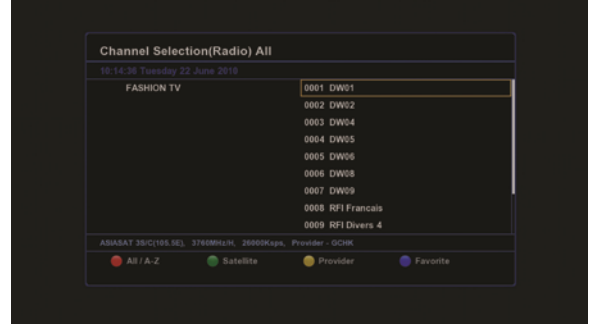 Channel Selection(Radio) All
10:14:36 Tuesday 22 June 2010
FASHION TV
0001 DW01
0002 DW02
0003 DW04
0004 DW05
0005 DW06
0006 DW08
0007 DW09
0008 RFI Francais
0009 RFI Divers 4
ASIASAT 3S/C(105.5E), 3760MHz/H, 26000Ksps, Provider - GCHK
All / A-Z
Satellite
Provider
Favorite